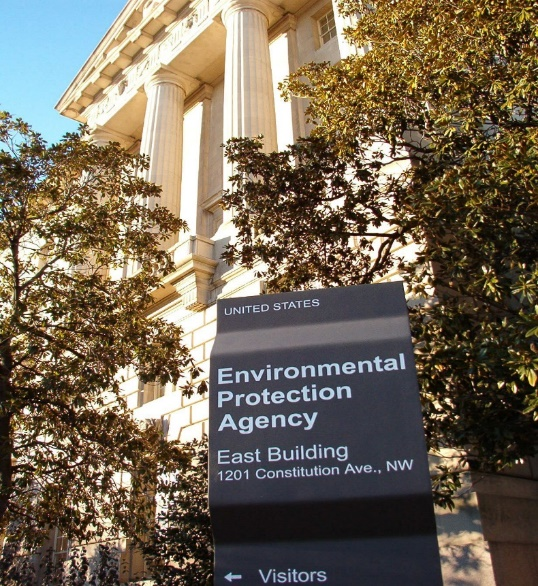 UNITED STATES
Environmental
Protection
Agency
East Building
1201 Constitution Ave., NW
← Visitors